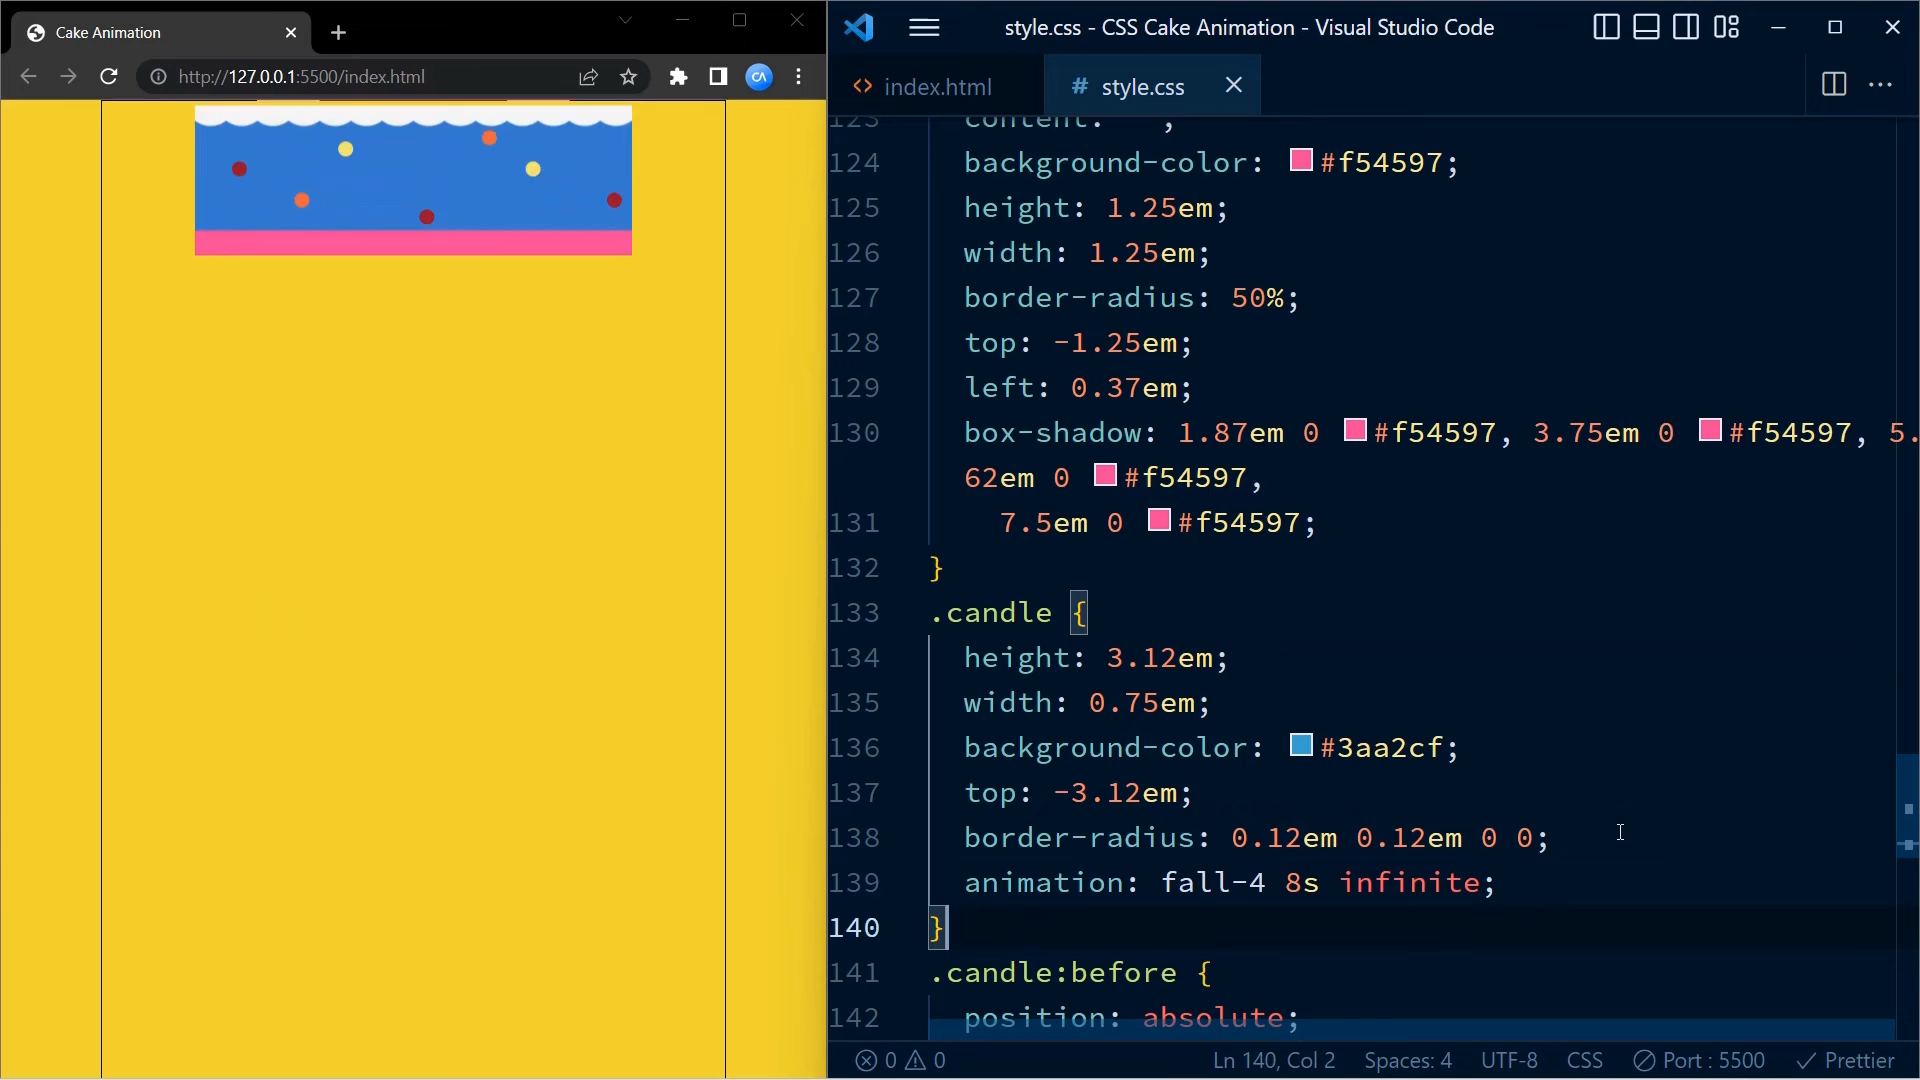 Cake Animation
http://127.0.0.1:5500/index.html
CA
style.css - CSS Cake Animation - Visual Studio Code
<> index.html
# style.css
123 content: " ";
124 background-color: #f54597;
125 height: 1.25em;
126 width: 1.25em;
127 border-radius: 50%;
128 top: -1.25em;
129 left: 0.37em;
130 box-shadow: 1.87em 0 #f54597, 3.75em 0 #f54597, 5.
62em 0 #f54597,
131 7.5em 0 #f54597;
132 }
133 .candle {
134 height: 3.12em;
135 width: 0.75em;
136 background-color: #3aa2cf;
137 top: -3.12em;
138 border-radius: 0.12em 0.12em 0 0;
139 animation: fall-4 8s infinite;
140 }
141 .candle:before {
142 position: absolute;
0 0 Ln 140, Col 2 Spaces: 4 UTF-8 CSS Port : 5500 Prettier